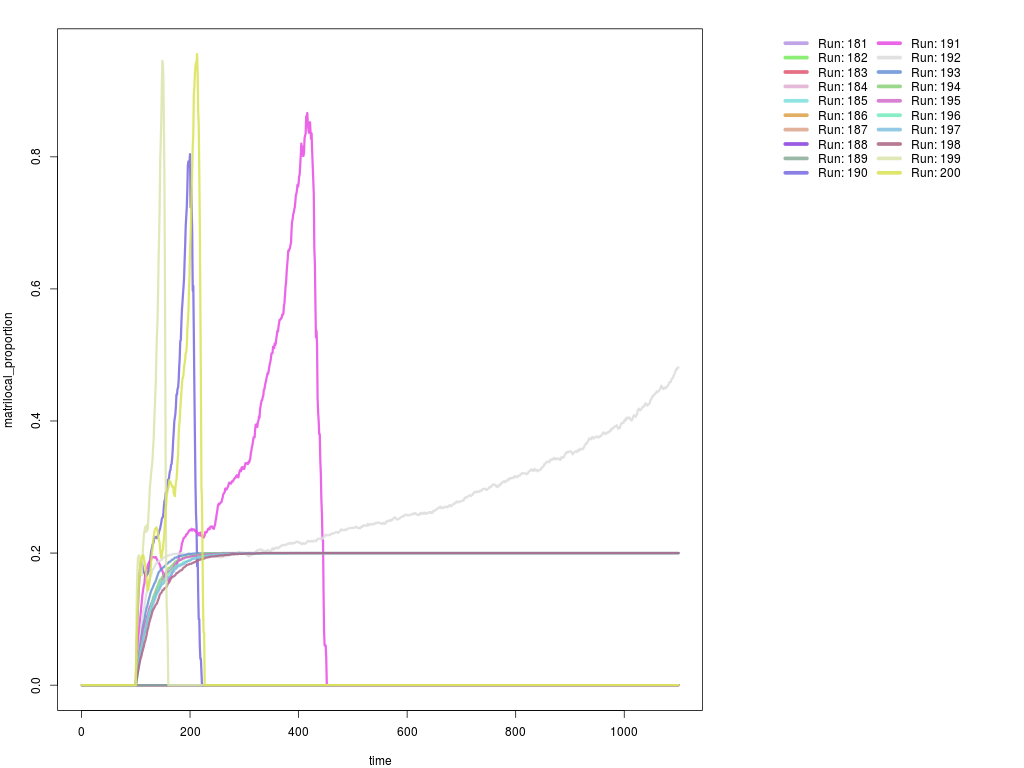 Run: 181 Run: 191
Run: 182 Run: 192
Run: 183 Run: 193
Run: 184 Run: 194
Run: 185 Run: 195
Run: 186 Run: 196
Run: 187 Run: 197
Run: 188 Run: 198
Run: 189 Run: 199
Run: 190 Run: 200
matrilocal_proportion
0.8
0.6
0.4
0.2
0.0
0 200 400 600 800 1000
time